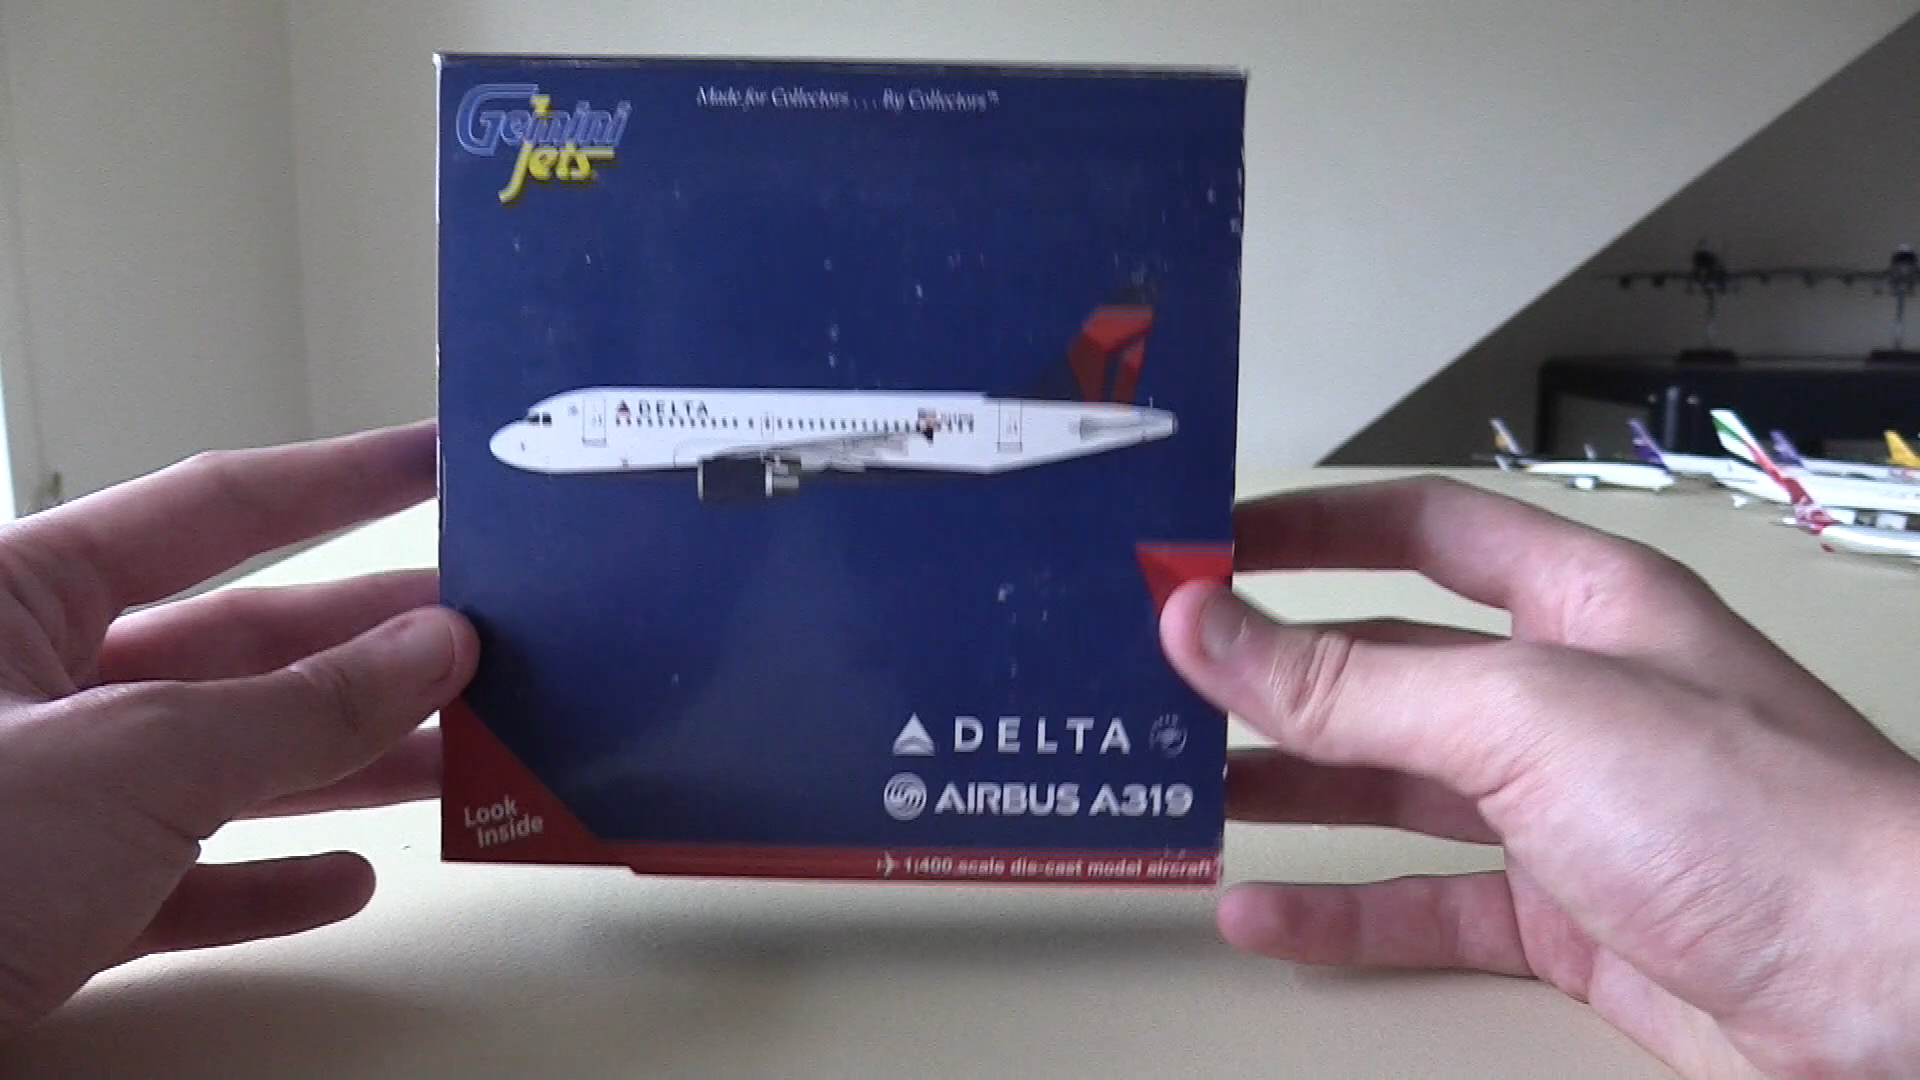 Gemini
Jets
Made for Collectors.... By Collectors™
DELTA
DELTA
AIRBUS A319
Look
Inside
1:400 scale die-cast model aircraft